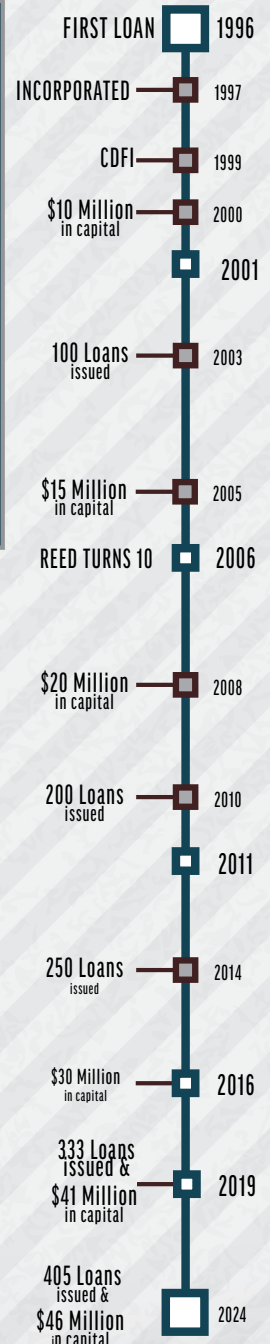 FIRST LOAN 1996
INCORPORATED 1997
CDFI 1999
$10 Million 2000
in capital
2001
100 Loans 2003
issued
$15 Million 2005
in capital
REED TURNS 10 2006
$20 Million 2008
in capital
200 Loans 2010
issued
2011
250 Loans 2014
issued
$30 Million 2016
in capital
333 Loans
issued & 2019
$41 Million
in capital
405 Loans
issued & 2024
$46 Million
in capital